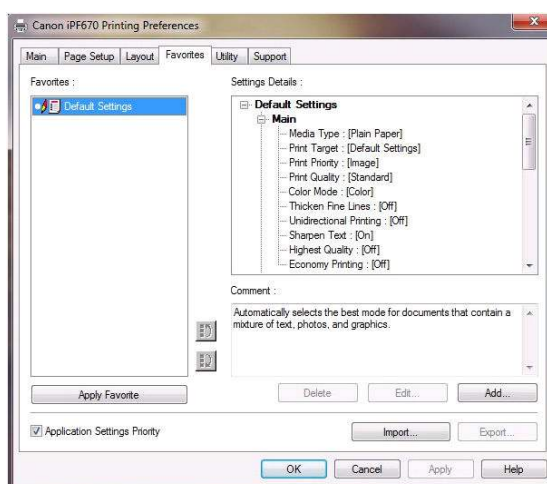 Canon iPF670 Printing Preferences
Main Page Setup Layout Favorites Utility Support
Favorites :
Default Settings
Settings Details :
Default Settings
Main
Media Type : [Plain Paper]
Print Target : [Default Settings]
Print Priority : [Image]
Print Quality : [Standard]
Color Mode : [Color]
Thicken Fine Lines : [Off]
Unidirectional Printing : [Off]
Sharpen Text : [On]
Highest Quality : [Off]
Economy Printing : [Off]
Comment :
Automatically selects the best mode for documents that contain a
mixture of text, photos, and graphics.
Apply Favorite
Delete Edit... Add...
Application Settings Priority
Import... Export...
OK Cancel Apply Help